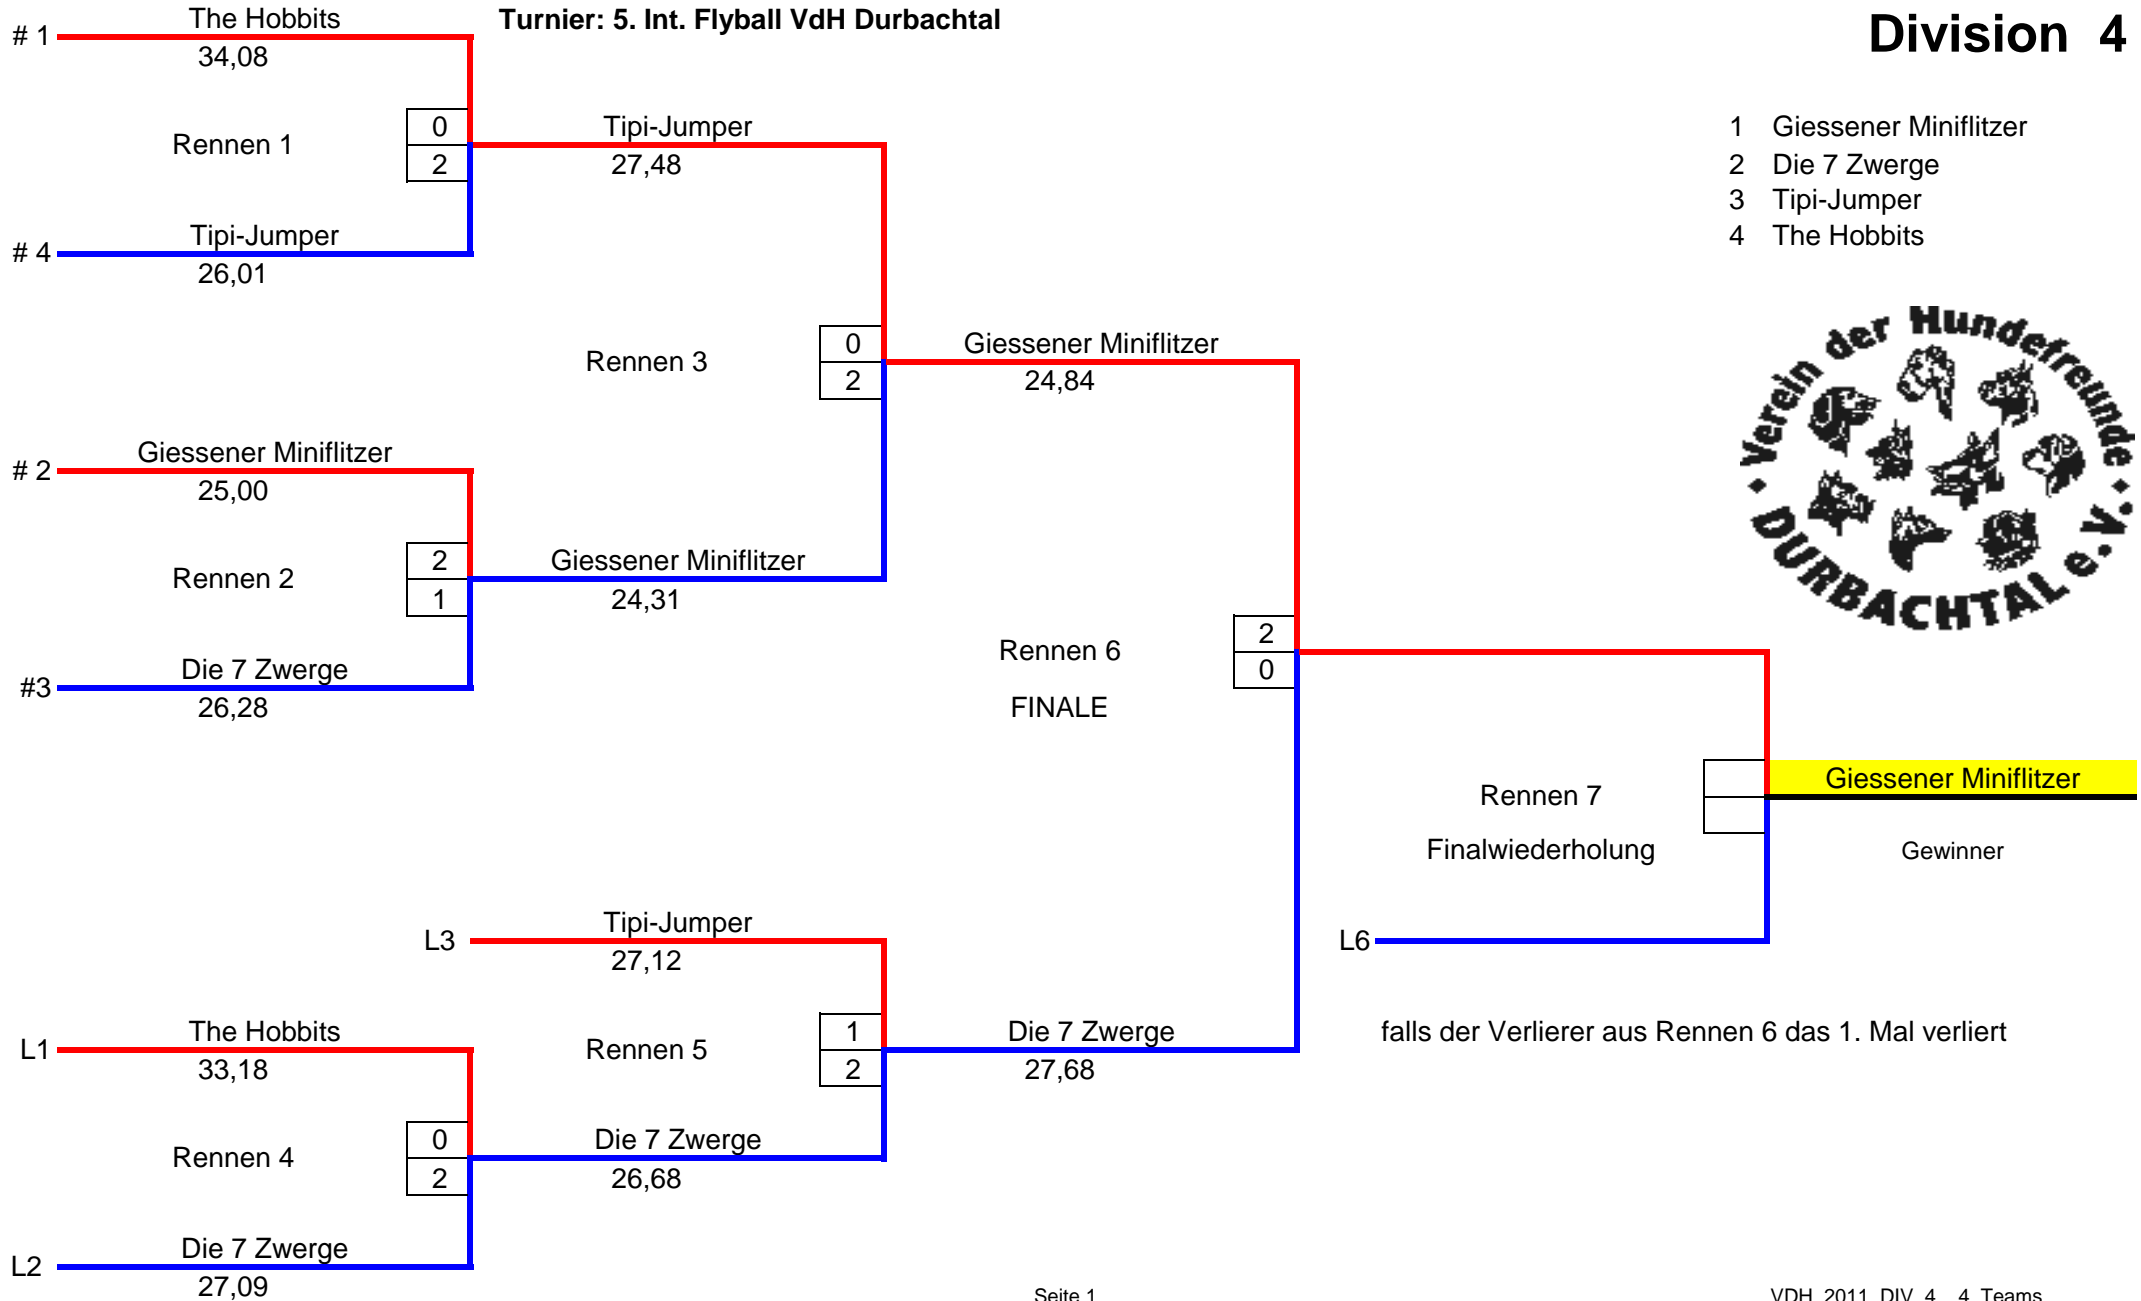 Turnier: 5. Int. Flyball VdH Durbachtal
Division 4
# 1
The Hobbits
34,08
Rennen 1
0
2
# 4
Tipi-Jumper
26,01
Tipi-Jumper
27,48
1 Giessener Miniflitzer
2 Die 7 Zwerge
3 Tipi-Jumper
4 The Hobbits
Verein der Hundefreunde
DURBACHTAL e.V.
Rennen 3
0
2
Giessener Miniflitzer
24,84
# 2
Giessener Miniflitzer
25,00
Rennen 2
2
1
#3
Die 7 Zwerge
26,28
Giessener Miniflitzer
24,31
Rennen 6
2
0
FINALE
Rennen 7
Finalwiederholung
Giessener Miniflitzer
Gewinner
L3
Tipi-Jumper
27,12
L6
L1
The Hobbits
33,18
Rennen 5
1
2
Die 7 Zwerge
27,68
falls der Verlierer aus Rennen 6 das 1. Mal verliert
Rennen 4
0
2
Die 7 Zwerge
26,68
L2
Die 7 Zwerge
27,09
Seite 1
VDH_2011_DIV_4__4_Teams